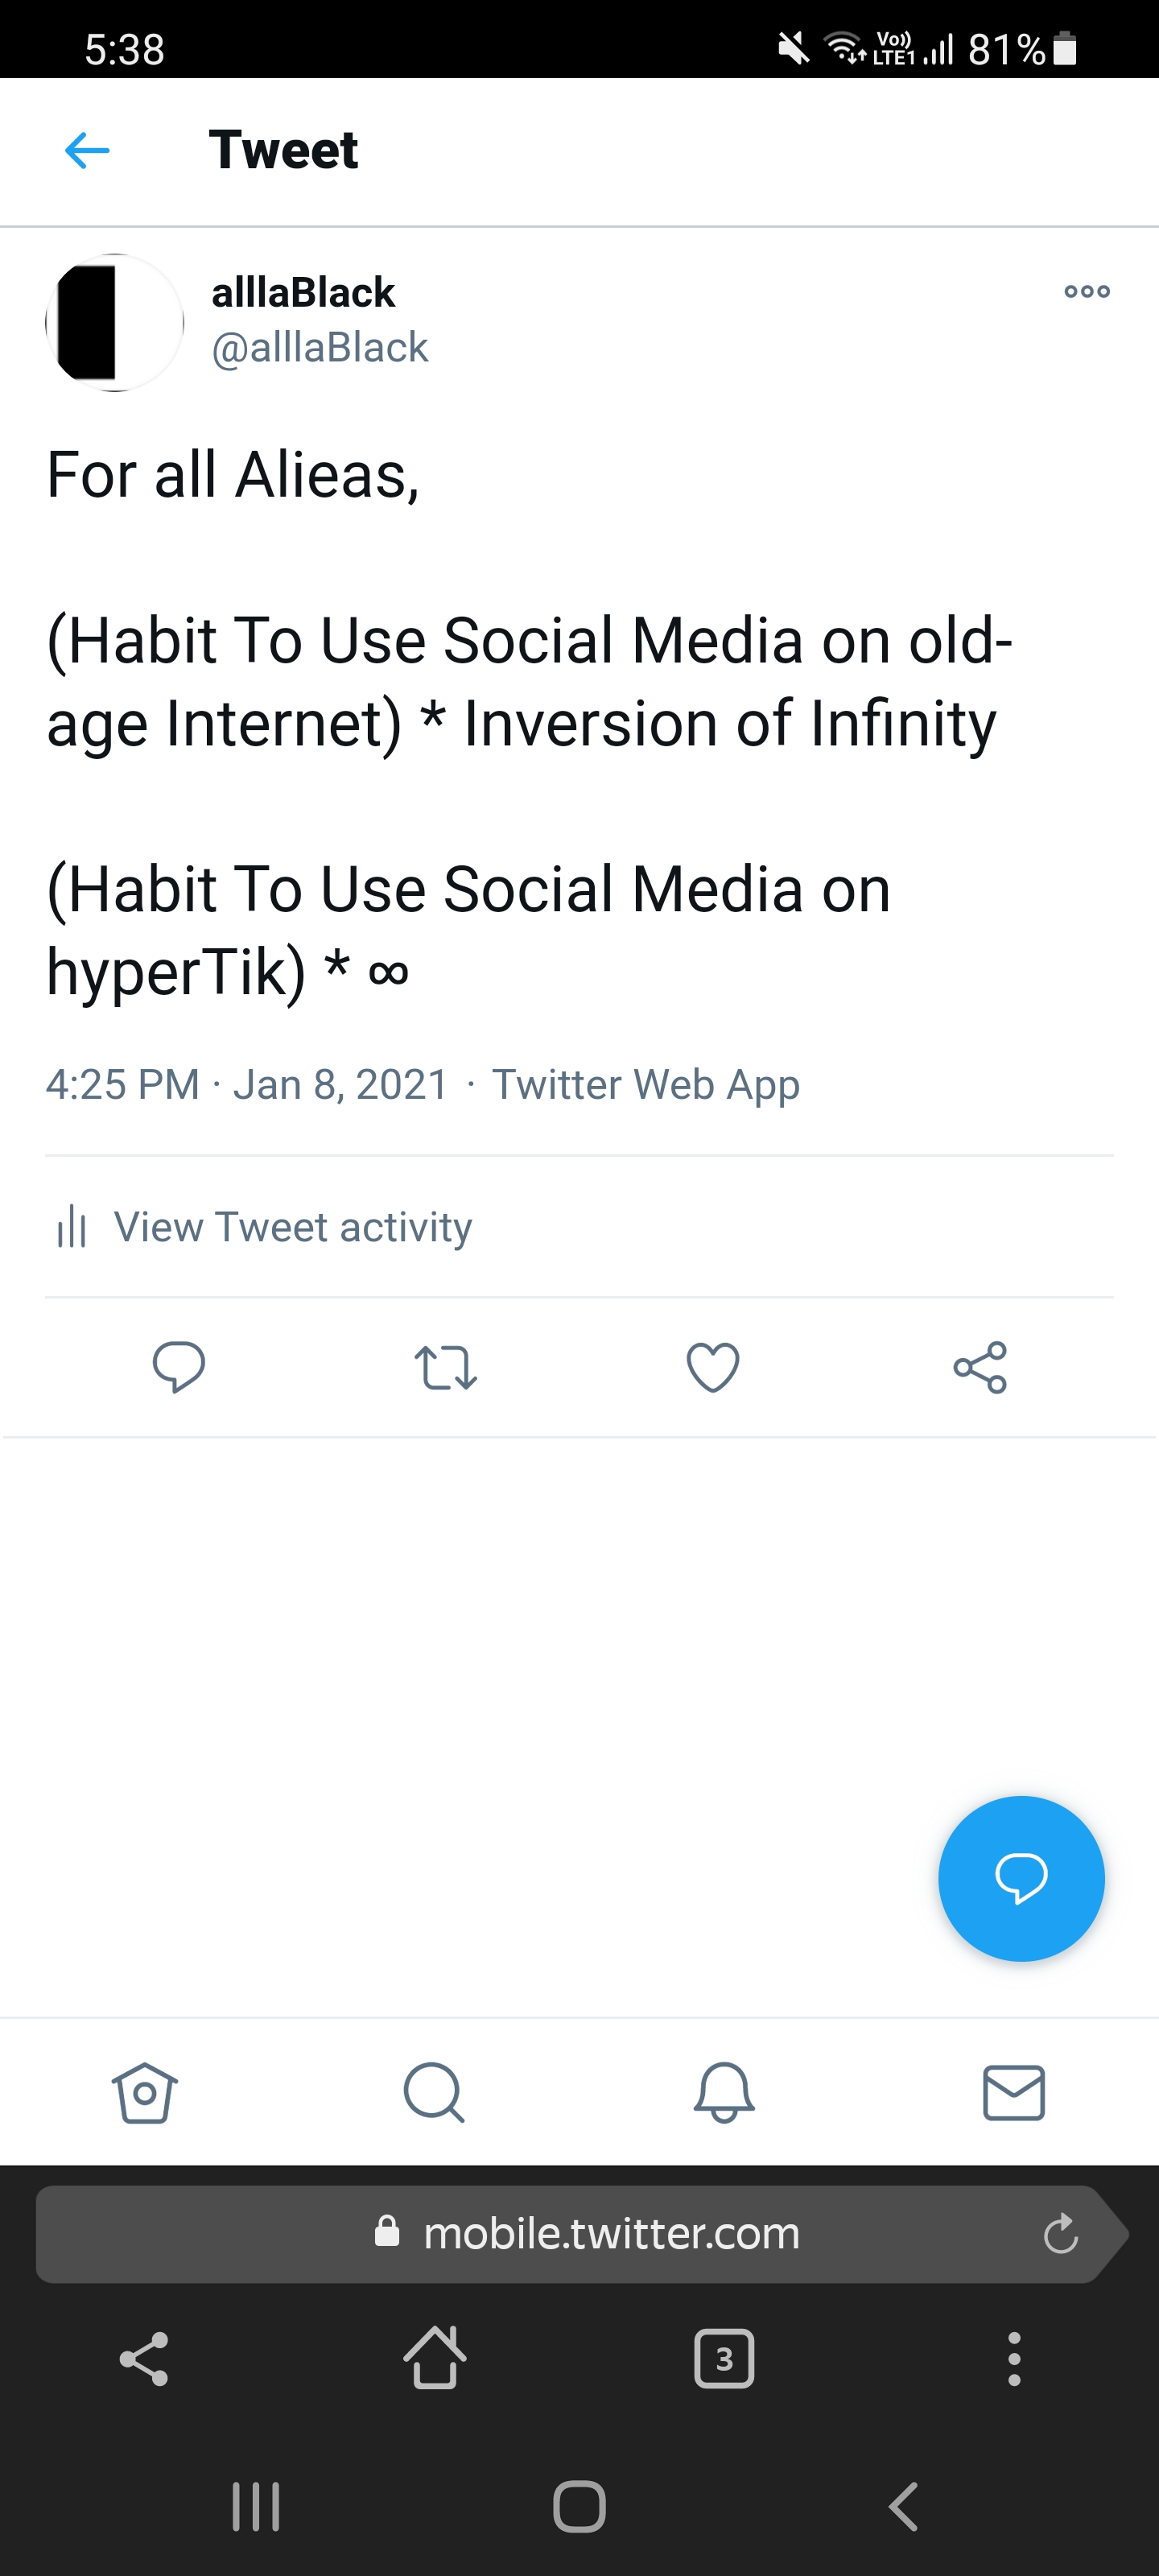 5:38
Vo)) LTE1 81%
Tweet
alllaBlack
@alllaBlack
For all Alieas,
(Habit To Use Social Media on old-
age Internet) * Inversion of Infinity
(Habit To Use Social Media on
hyperTik) * ∞
4:25 PM · Jan 8, 2021 · Twitter Web App
View Tweet activity
mobile.twitter.com
3